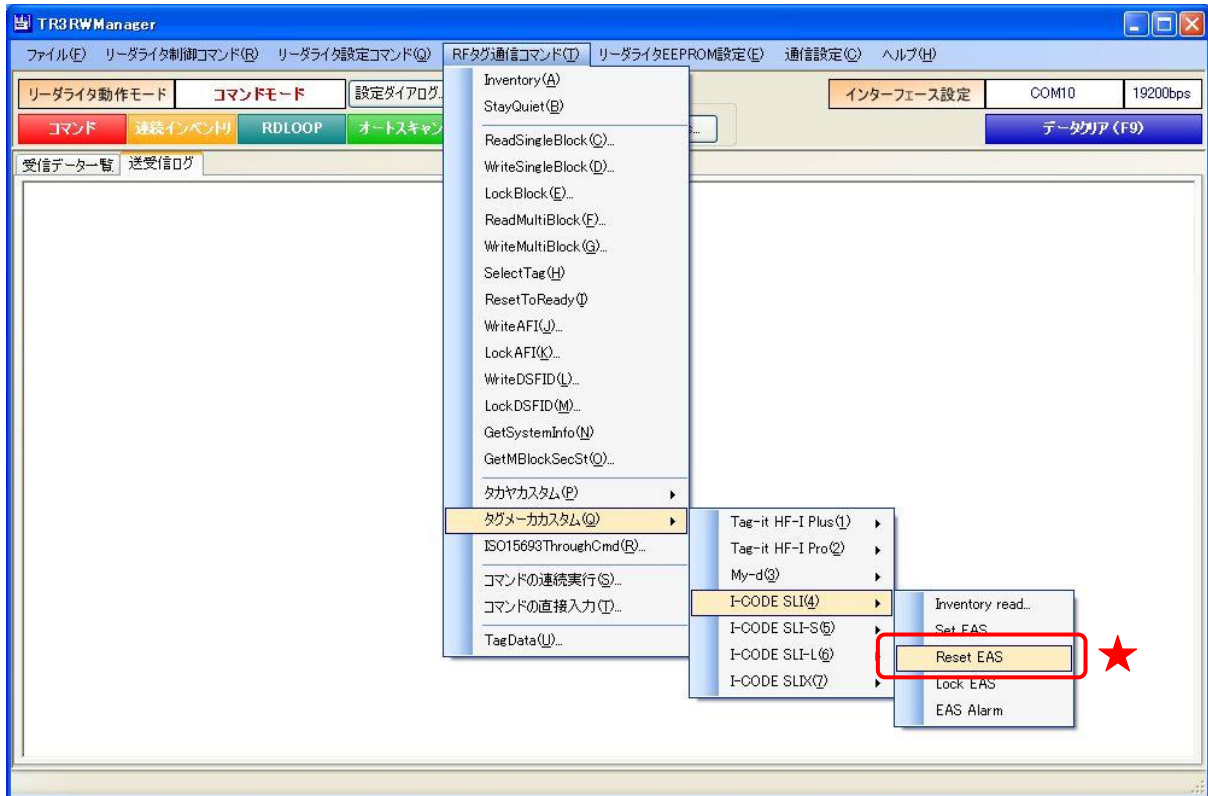 TR3RWManager
ファイル(F) リーダライタ制御コマンド(R) リーダライタ設定コマンド(Q) RFタグ通信コマンド(T) リーダライタEEPROM設定(E) 通信設定(C) ヘルプ(H)
リーダライタ動作モード コマンドモード 設定ダイアログ... インターフェース設定 COM10 19200bps
コマンド 連続インベントリ RDLOOP オートスキャン データクリア(F9)
受信データ一覧 送受信ログ
Inventory(A)
StayQuiet(B)
ReadSingleBlock(C)...
WriteSingleBlock(D)...
LockBlock(E)...
ReadMultiBlock(F)...
WriteMultiBlock(G)...
SelectTag(H)
ResetToReady(I)
WriteAFI(J)...
LockAFI(K)...
WriteDSFID(L)...
LockDSFID(M)...
GetSystemInfo(N)
GetMBlockSecSt(O)...
タカヤカスタム(P)
タグメーカカスタム(Q)
ISO15693ThroughCmd(R)...
コマンドの連続実行(S)...
コマンドの直接入力(T)...
TagData(U)...
Tag-it HF-I Plus(1)
Tag-it HF-I Pro(2)
My-d(3)
I-CODE SLI(4)
I-CODE SLI-S(5)
I-CODE SLI-L(6)
I-CODE SLIX(7)
Inventory read...
Set EAS
Reset EAS
Lock EAS
EAS Alarm